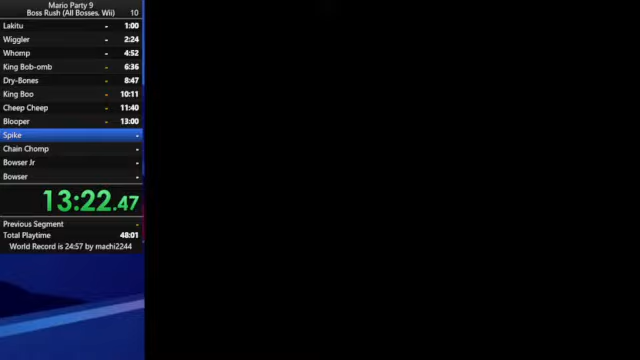 Mario Party 9
Boss Rush (All Bosses, Wii) 10
Lakitu - 1:00
Wiggler - 2:24
Whomp - 4:52
King Bob-omb - 6:36
Dry-Bones - 8:47
King Boo - 10:11
Cheep Cheep - 11:40
Blooper - 13:00
Spike -
Chain Chomp -
Bowser Jr -
Bowser -
13:22.47
Previous Segment -
Total Playtime 48:01
World Record is 24:57 by machi2244